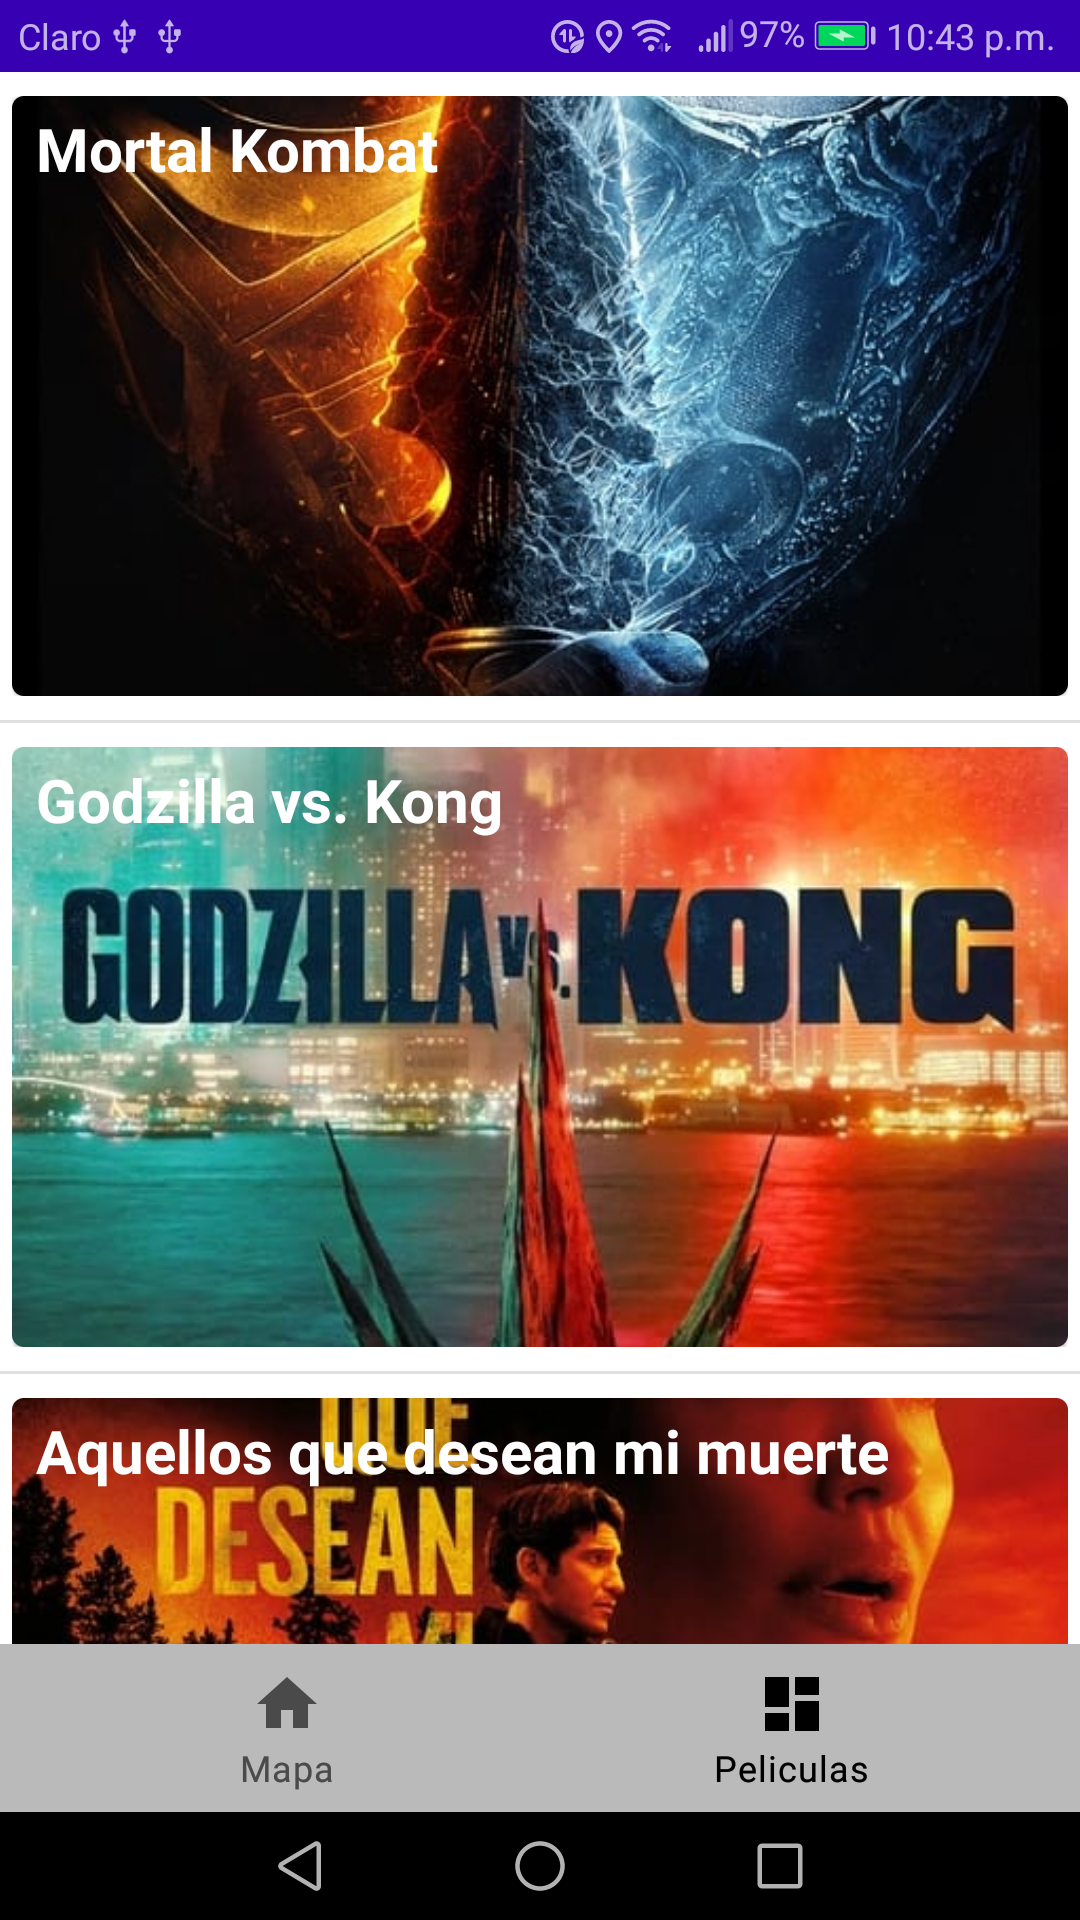 Claro 97% 10:43 p.m.
Mortal Kombat
Godzilla vs. Kong
GODZILLA vs. KONG
QUE
Aquellos que desean mi muerte
DESEAN
MI
Mapa Peliculas